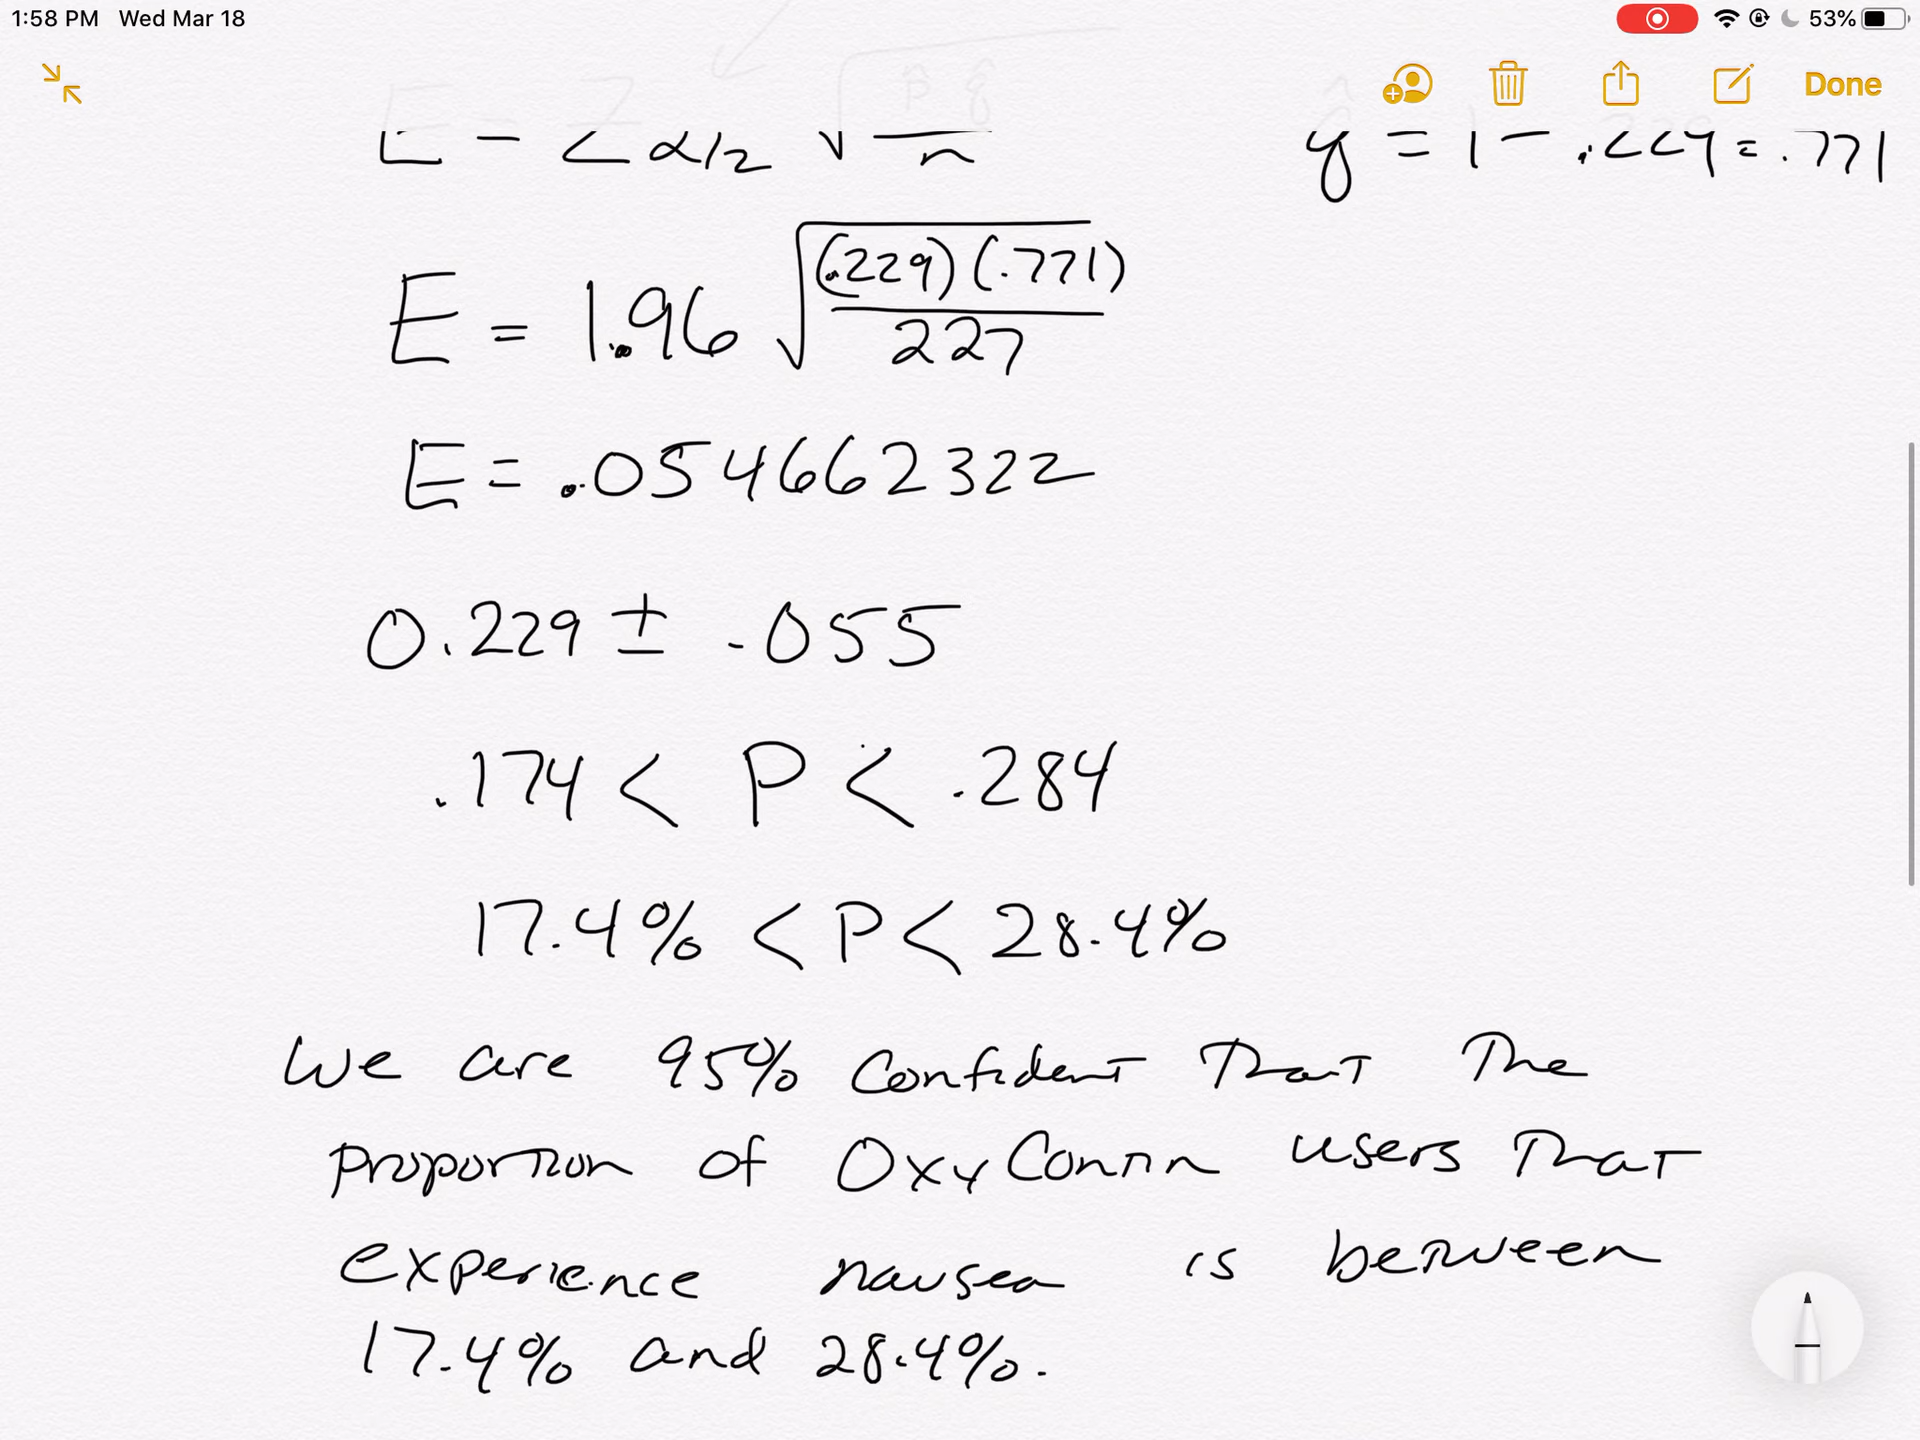 1:58 PM Wed Mar 18 53%
Done
E = Z α/2 √ p̂ q̂ / n
q̂ = 1 - .229 = .771
E = 1.96 √ (.229)(.771) / 227
E = .054662322
0.229 ± .055
.174 < P < .284
17.4% < P < 28.4%
We are 95% confident that the
proportion of OxyContin users that
experience nausea is between
17.4% and 28.4%.